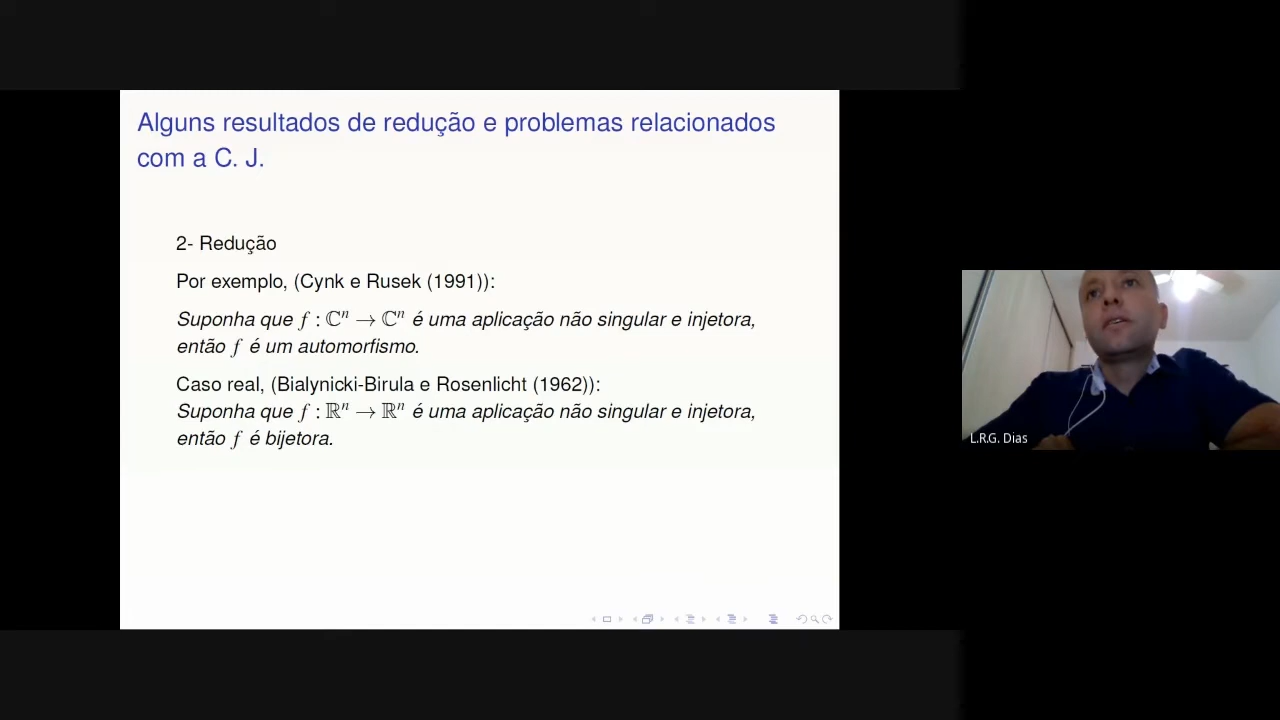 Alguns resultados de redução e problemas relacionados
com a C. J.
2- Redução
Por exemplo, (Cynk e Rusek (1991)):
Suponha que f : ℂⁿ → ℂⁿ é uma aplicação não singular e injetora,
então f é um automorfismo.
Caso real, (Bialynicki-Birula e Rosenlicht (1962)):
Suponha que f : ℝⁿ → ℝⁿ é uma aplicação não singular e injetora,
então f é bijetora.
L.R.G. Dias